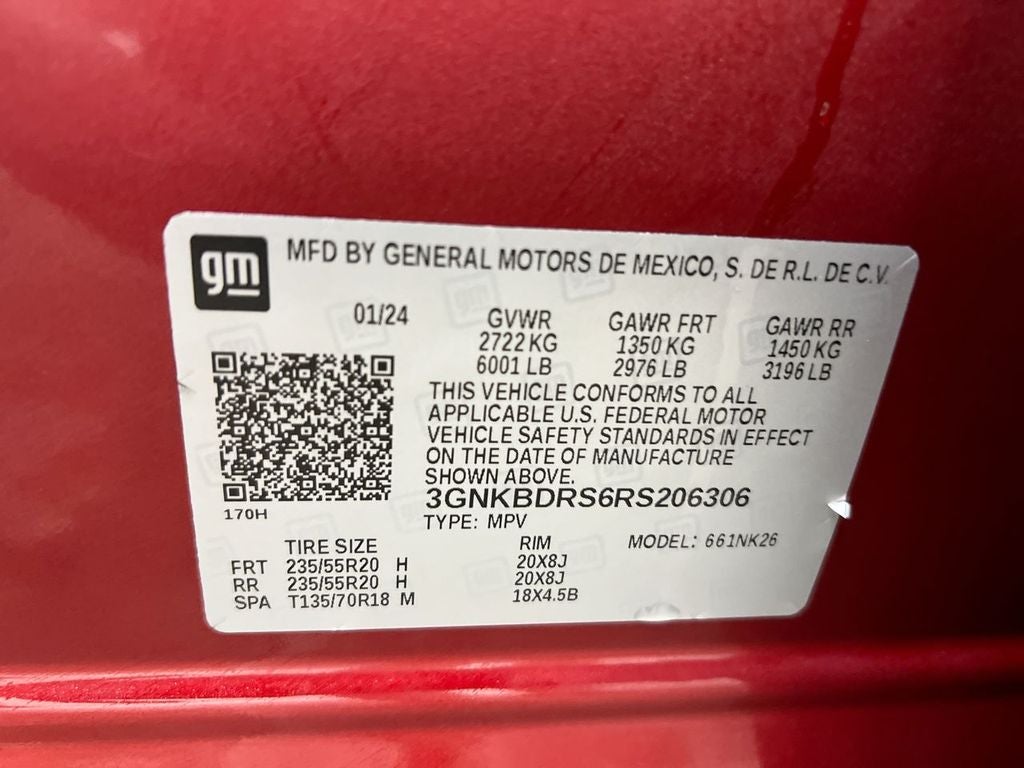 gm
MFD BY GENERAL MOTORS DE MEXICO, S. DE R.L. DE C.V.
01/24
GVWR GAWR FRT GAWR RR
2722 KG 1350 KG 1450 KG
6001 LB 2976 LB 3196 LB
THIS VEHICLE CONFORMS TO ALL
APPLICABLE U.S. FEDERAL MOTOR
VEHICLE SAFETY STANDARDS IN EFFECT
ON THE DATE OF MANUFACTURE
SHOWN ABOVE.
3GNKBDRS6RS206306
170H
TYPE: MPV
MODEL: 661NK26
TIRE SIZE RIM
FRT 235/55R20 H 20X8J
RR 235/55R20 H 20X8J
SPA T135/70R18 M 18X4.5B